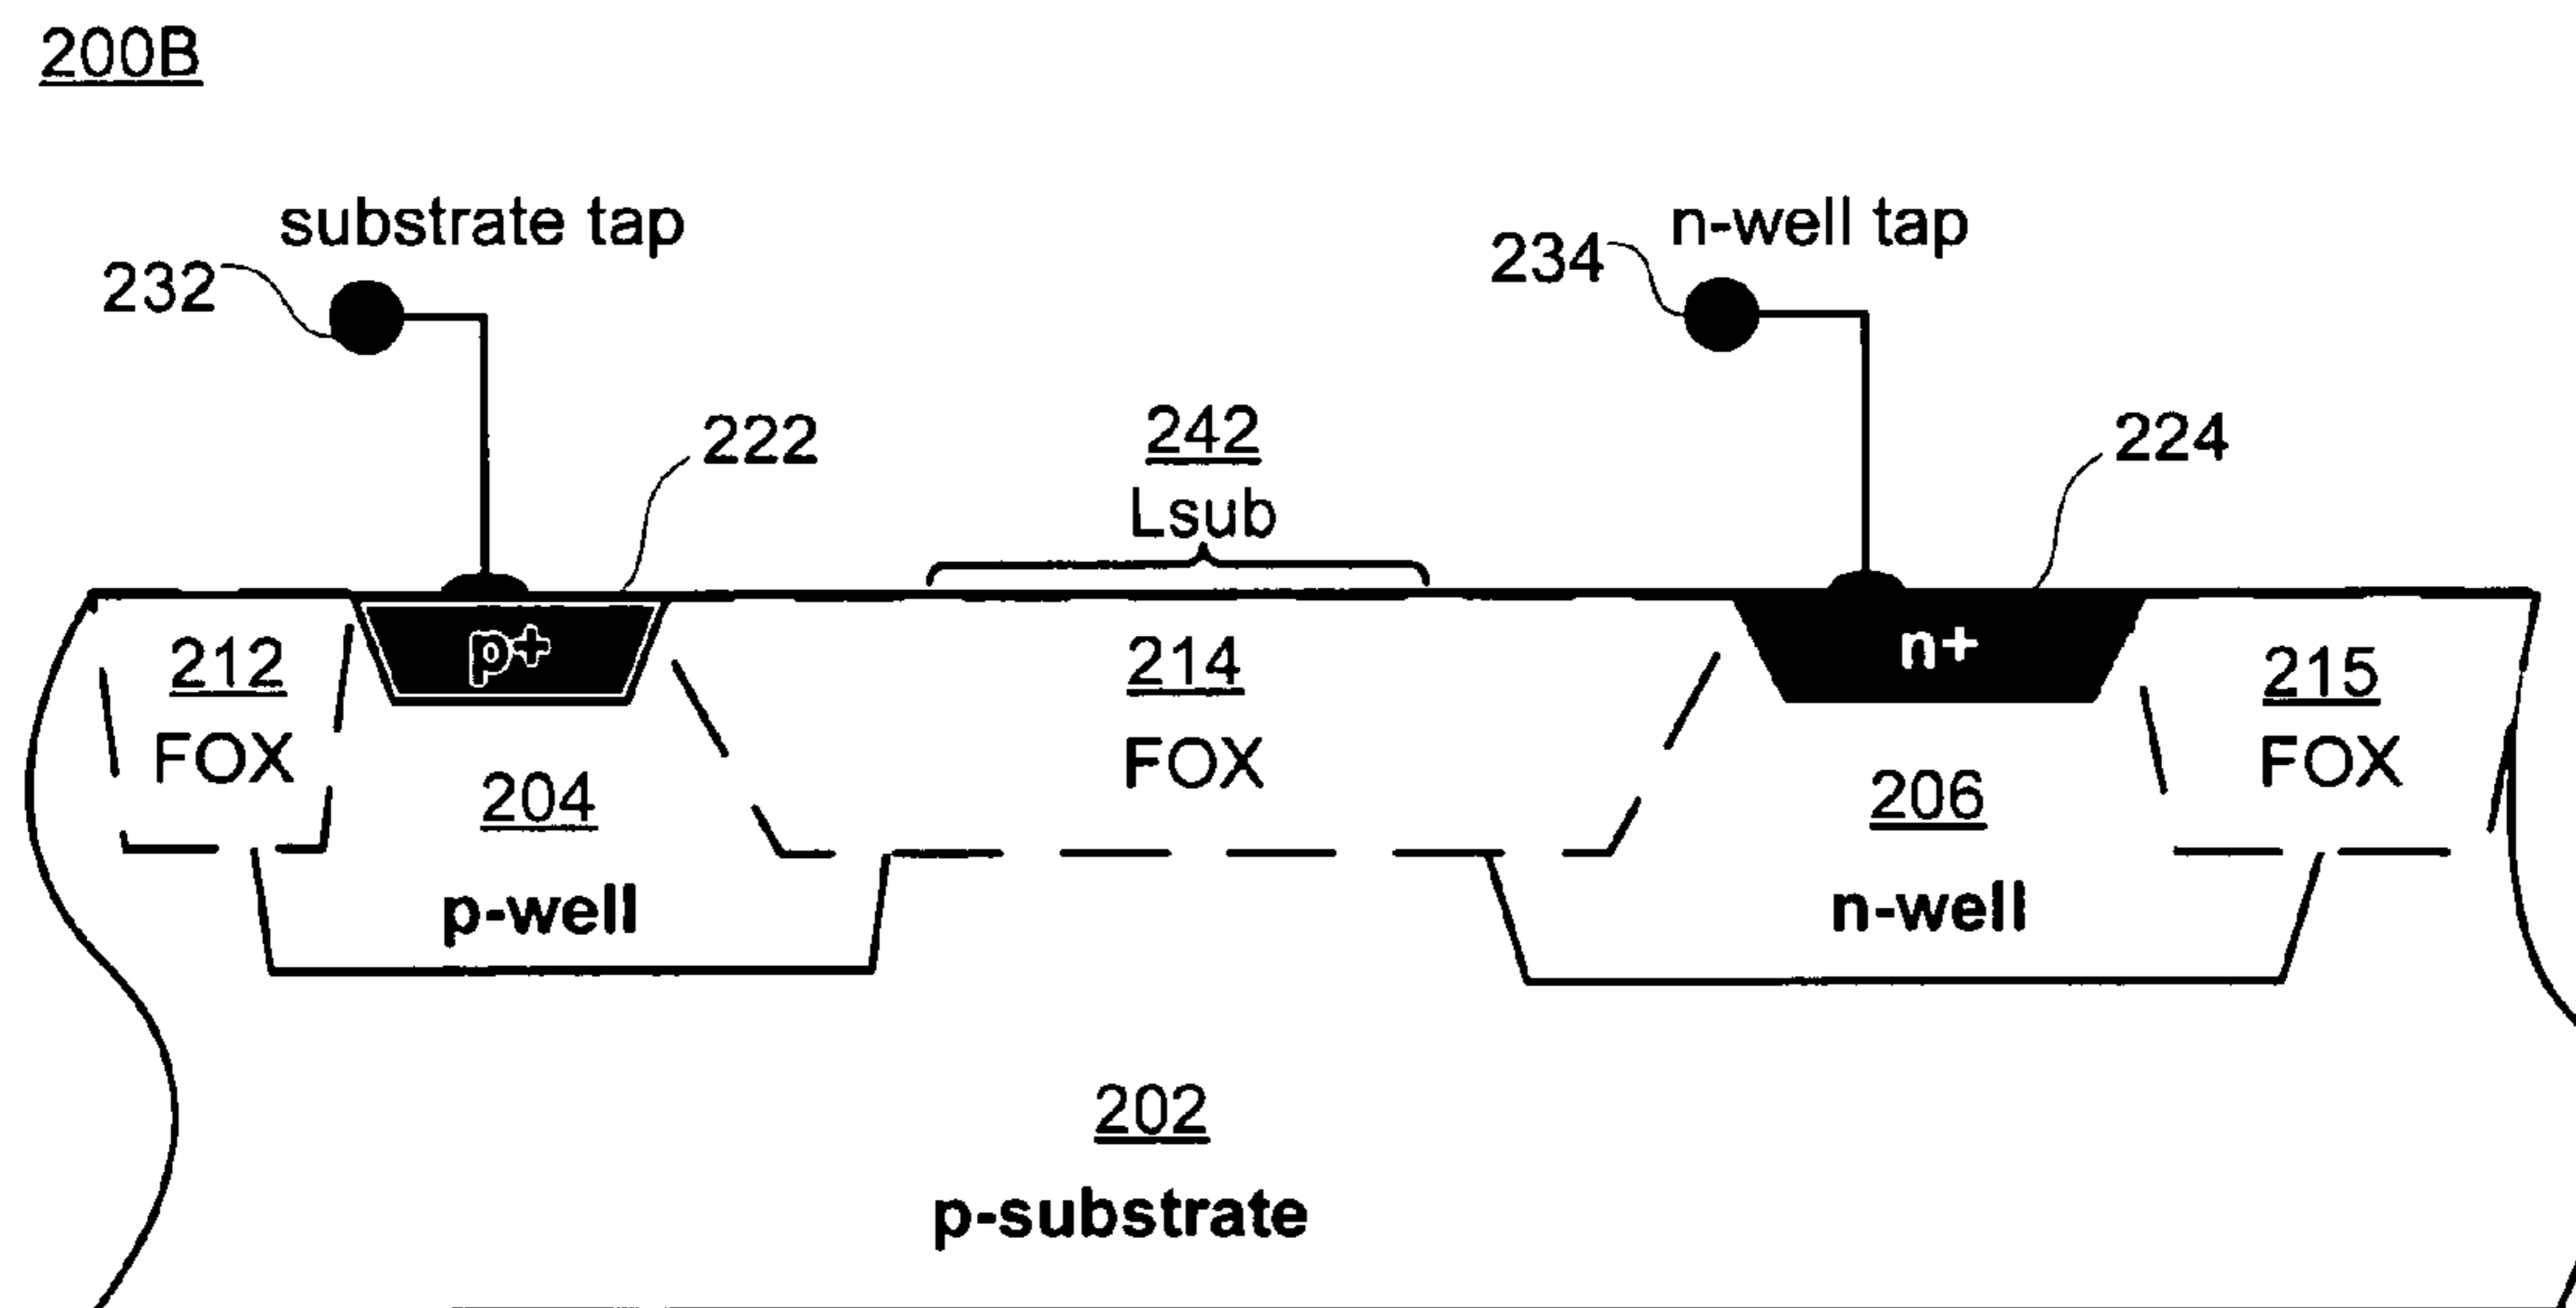 200B
substrate tap
232
n-well tap
234
222
242
Lsub
224
p+
n+
212
FOX
204
p-well
214
FOX
206
n-well
215
FOX
202
p-substrate